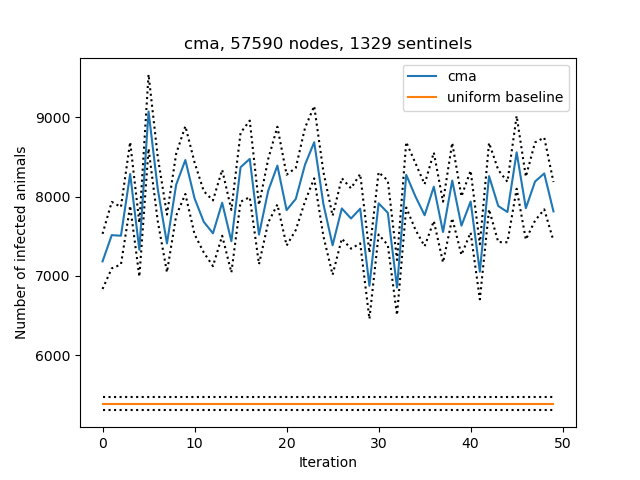 cma, 57590 nodes, 1329 sentinels
cma
uniform baseline
Number of infected animals
9000
8000
7000
6000
0
10
20
30
40
50
Iteration